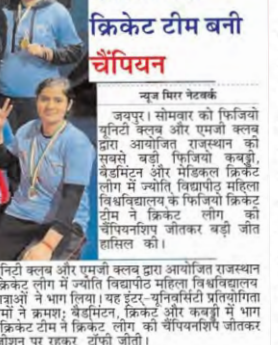 क्रिकेट टीम बनी
चैंपियन
न्यूज मिरर नेटवर्क
जयपुर। सोमवार को फिजियो
यूनिटी क्लब और एमजी क्लब
द्वारा आयोजित राजस्थान की
सबसे बड़ी फिजियो कबड्डी,
बैडमिंटन और मेडिकल क्रिकेट
लीग में ज्योति विद्यापीठ महिला
विश्वविद्यालय के फिजियो क्रिकेट
टीम ने क्रिकेट लीग को
चैंपियनशिप जीतकर बड़ी जीत
हासिल की।
निटी क्लब और एमजी क्लब द्वारा आयोजित राजस्थान
क्रिकेट लीग में ज्योति विद्यापीठ महिला विश्वविद्यालय
त्राओं ने भाग लिया। यह इंटर-यूनिवर्सिटी प्रतियोगिता
मों ने क्रमशः बैडमिंटन, क्रिकेट और कबड्डी में भाग
क्रिकेट टीम ने क्रिकेट लीग की चैंपियनशिप जीतकर
पर रहकर ट्रॉफी जीती।